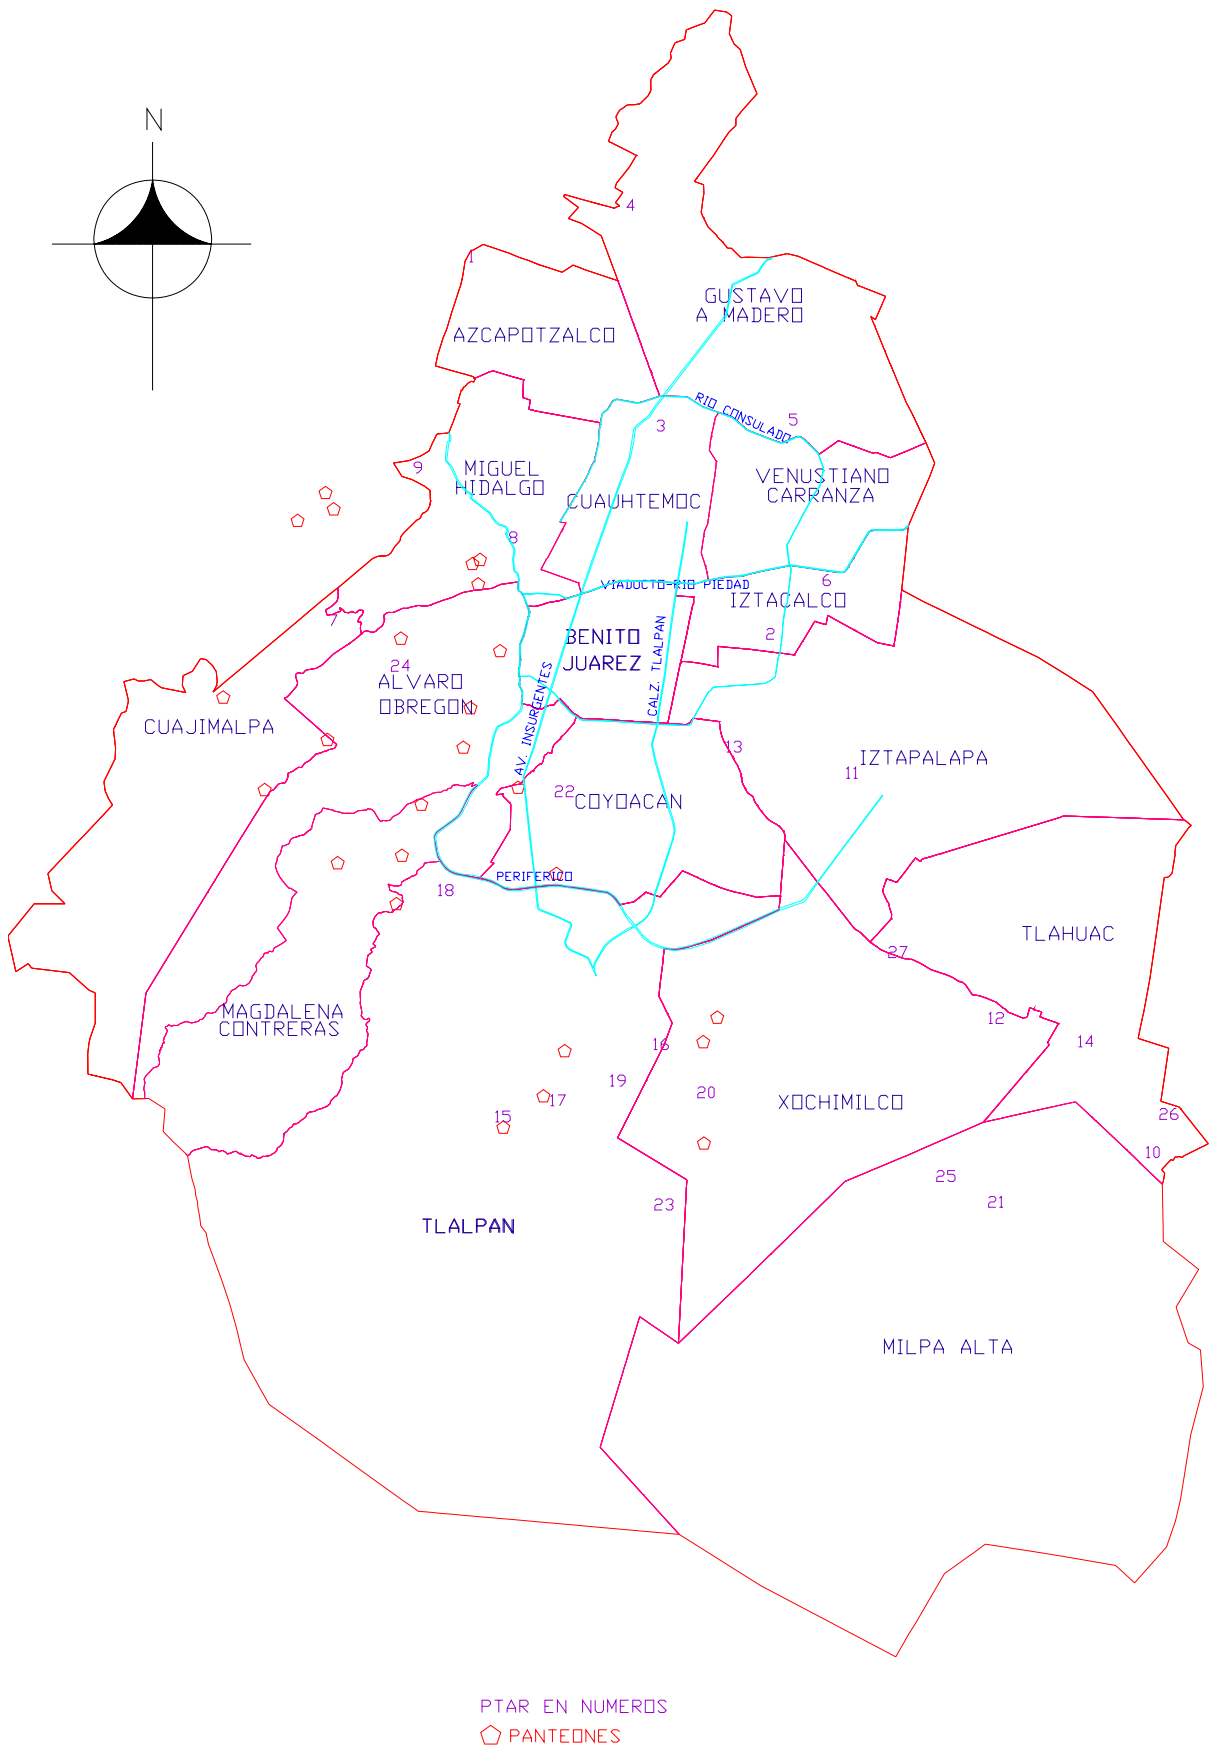 N
4
1
GUSTAVO
A MADERO
AZCAPOTZALCO
RIO CONSULADO
3
5
9
MIGUEL
HIDALGO
CUAUHTEMOC
VENUSTIANO
CARRANZA
8
VIADUCTO-RIO PIEDAD
6
IZTACALCO
7
BENITO
JUAREZ
CALZ. TLALPAN
2
24
ALVARO
OBREGON
CUAJIMALPA
AV. INSURGENTES
13
11
IZTAPALAPA
22
COYOACAN
PERIFERICO
18
TLAHUAC
27
MAGDALENA
CONTRERAS
12
16
14
19
20
17
15
XOCHIMILCO
26
10
25
23
21
TLALPAN
MILPA ALTA
PTAR EN NUMEROS
PANTEONES